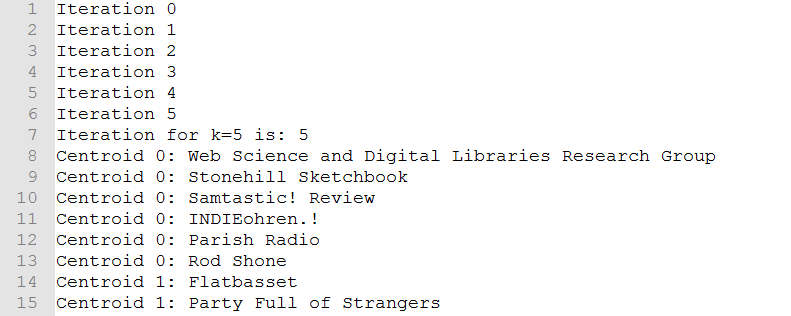 1 Iteration 0
2 Iteration 1
3 Iteration 2
4 Iteration 3
5 Iteration 4
6 Iteration 5
7 Iteration for k=5 is: 5
8 Centroid 0: Web Science and Digital Libraries Research Group
9 Centroid 0: Stonehill Sketchbook
10 Centroid 0: Samtastic! Review
11 Centroid 0: INDIEohren.!
12 Centroid 0: Parish Radio
13 Centroid 0: Rod Shone
14 Centroid 1: Flatbasset
15 Centroid 1: Party Full of Strangers